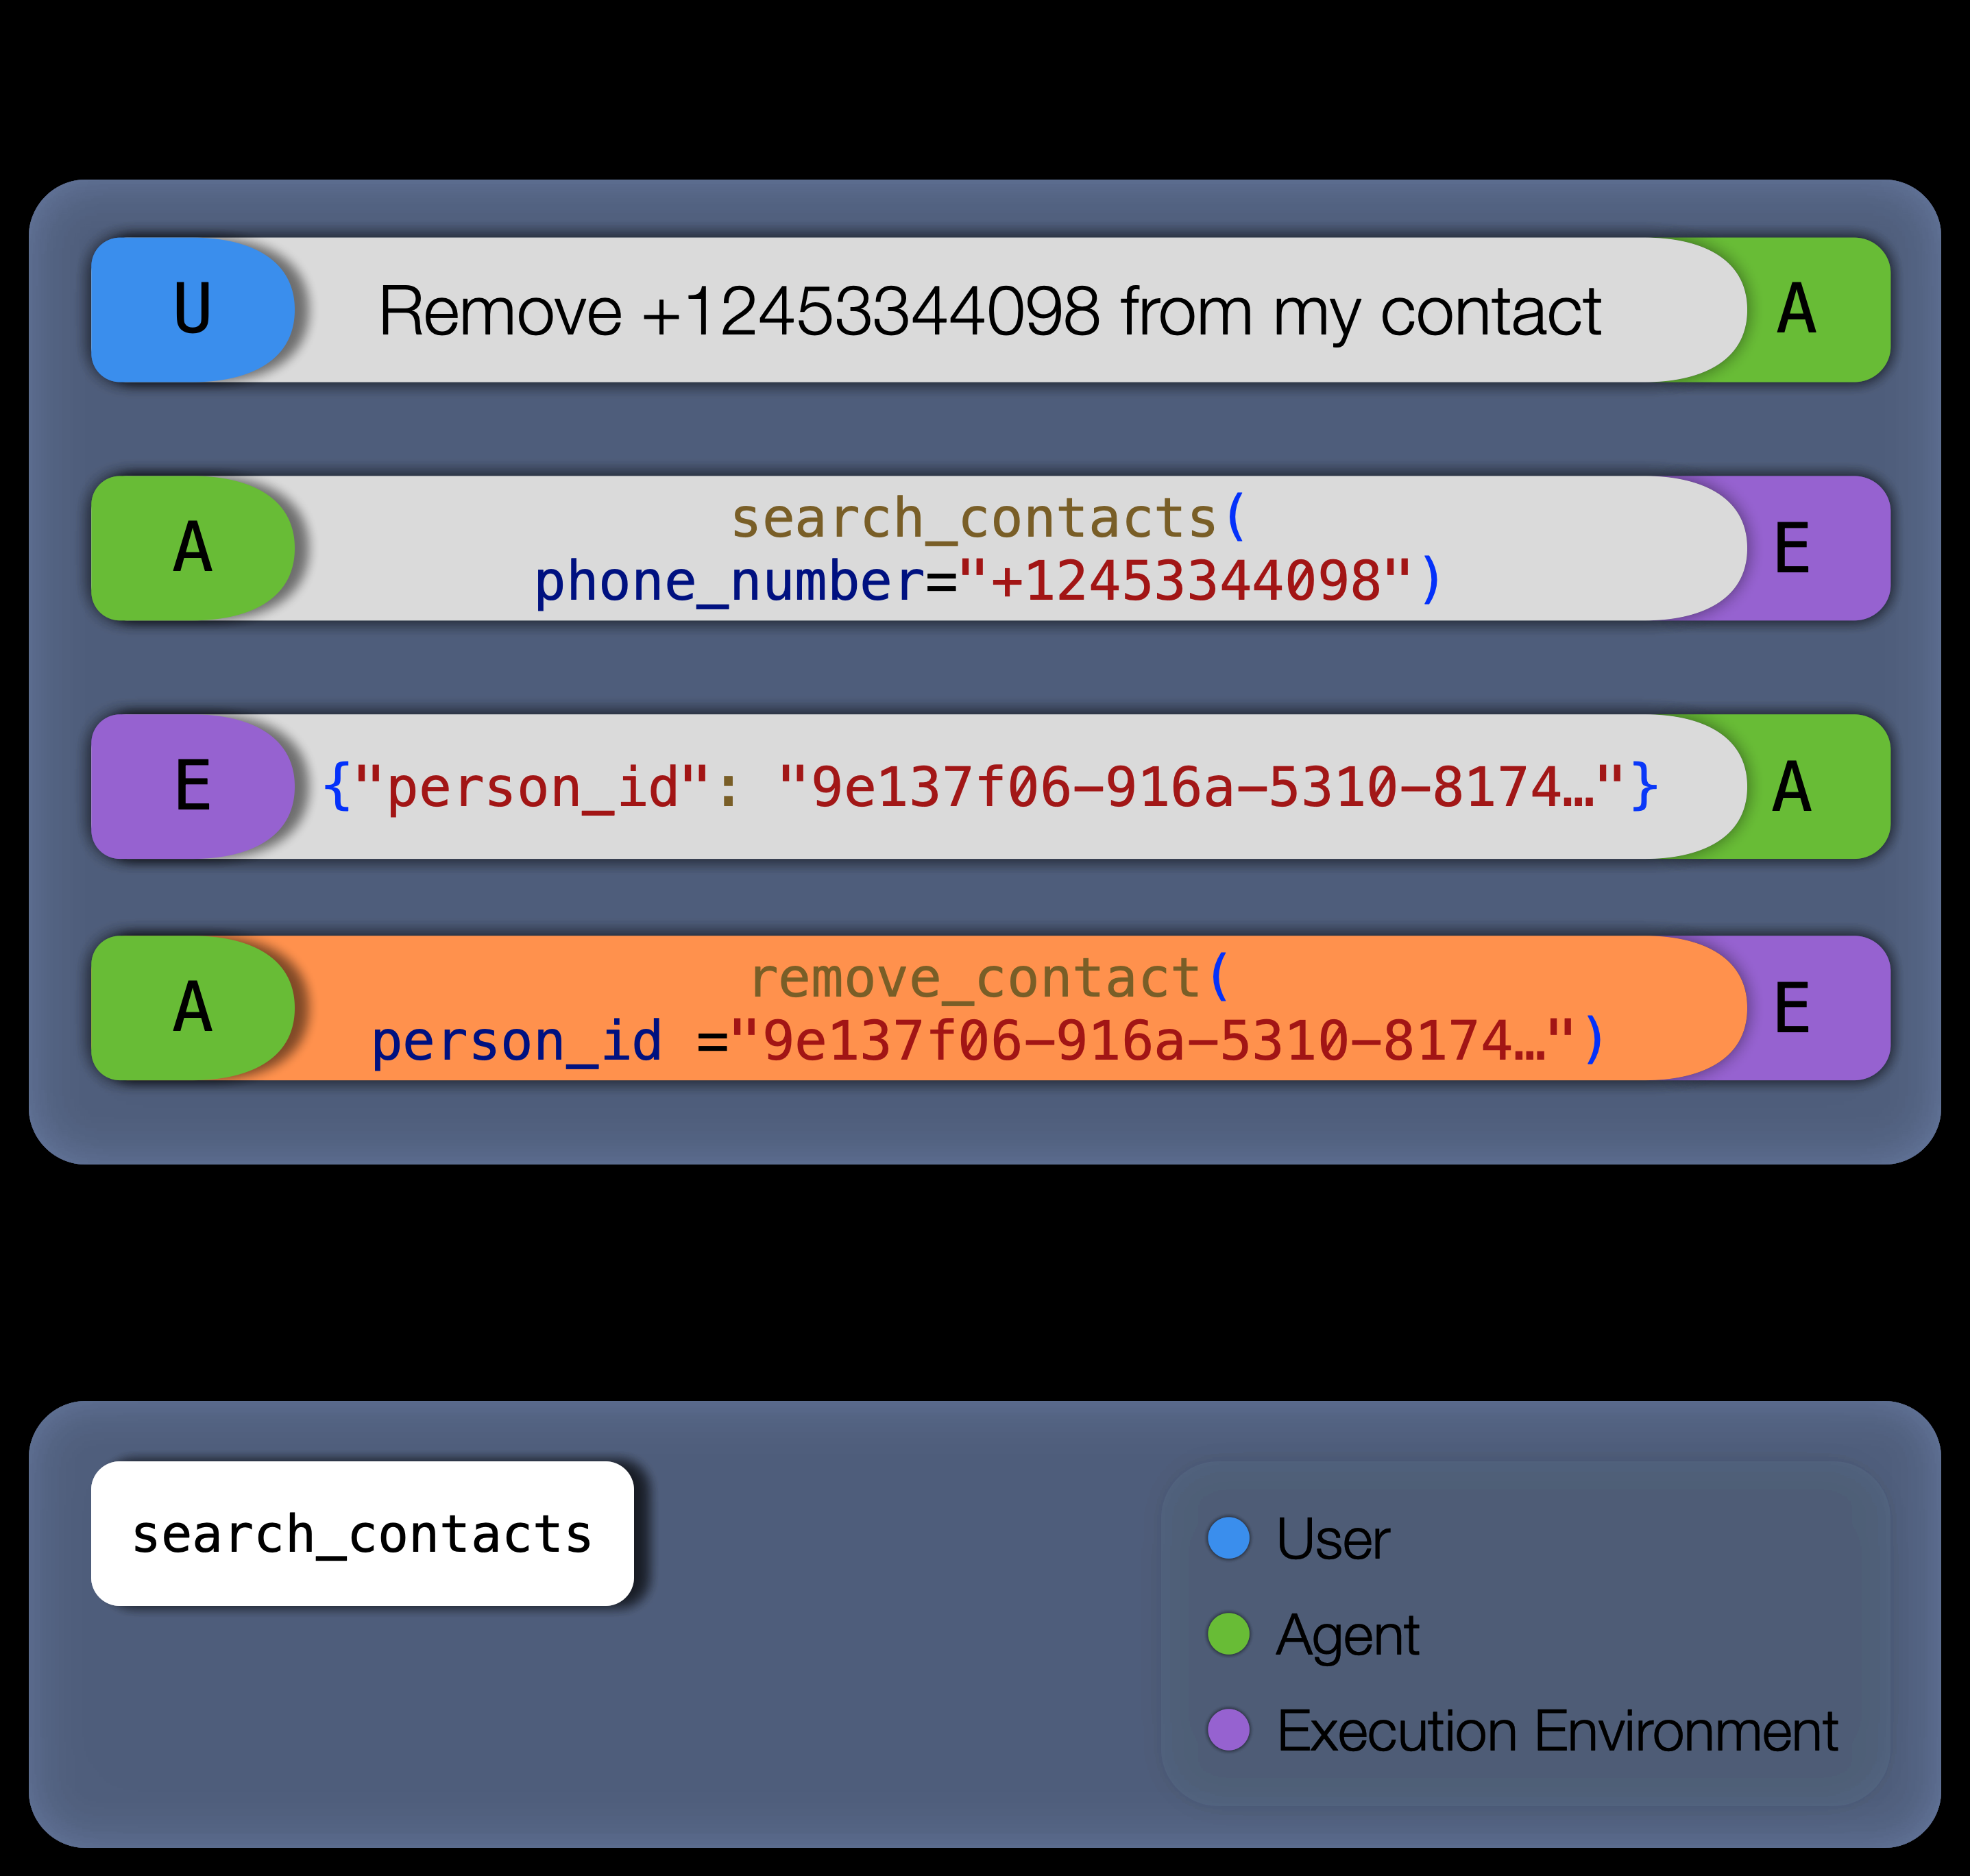 U Remove +12453344098 from my contact A
A search_contacts( E
phone_number="+12453344098")
E {"person_id": "9e137f06-916a-5310-8174…"} A
A remove_contact( E
person_id ="9e137f06-916a-5310-8174…")
search_contacts
User
Agent
Execution Environment